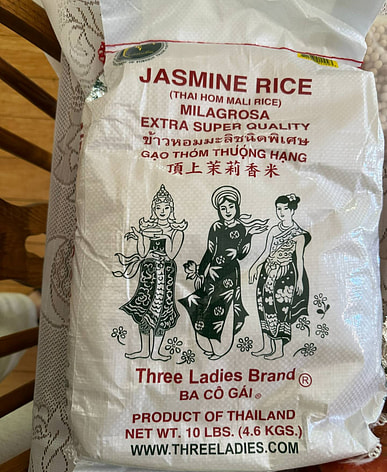 JASMINE RICE
(THAI HOM MALI RICE)
MILAGROSA
EXTRA SUPER QUALITY
ข้าวหอมมะลิชนิดพิเศษ
GẠO THƠM THƯỢNG HẠNG
頂上茉莉香米
Three Ladies Brand®
BA CÔ GÁI®
PRODUCT OF THAILAND
NET WT. 10 LBS. (4.6 KGS.)
WWW.THREELADIES.COM